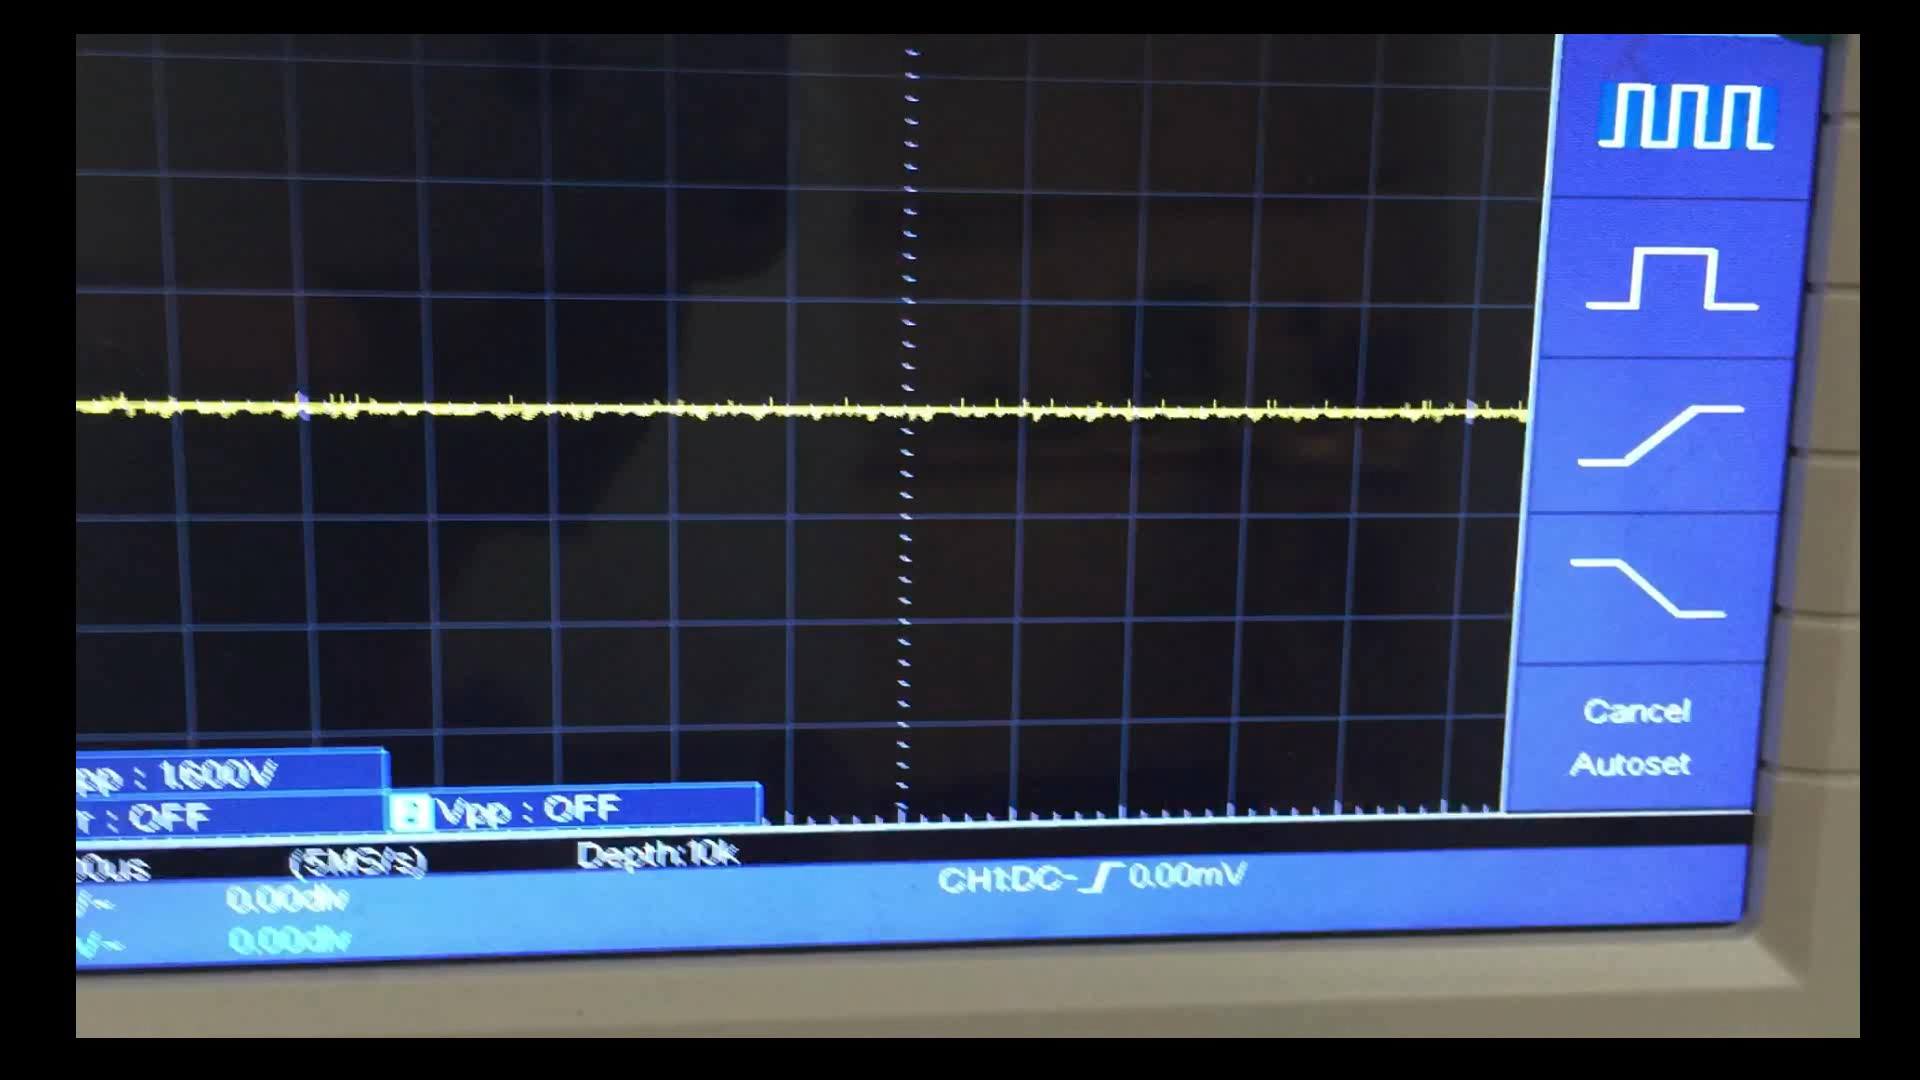 Cancel
Autoset
pp : 1.600V
: OFF
Vpp : OFF
0us (5MS/s) Depth:10k
CH1:DC- 0.00mV
0.00div
0.00div